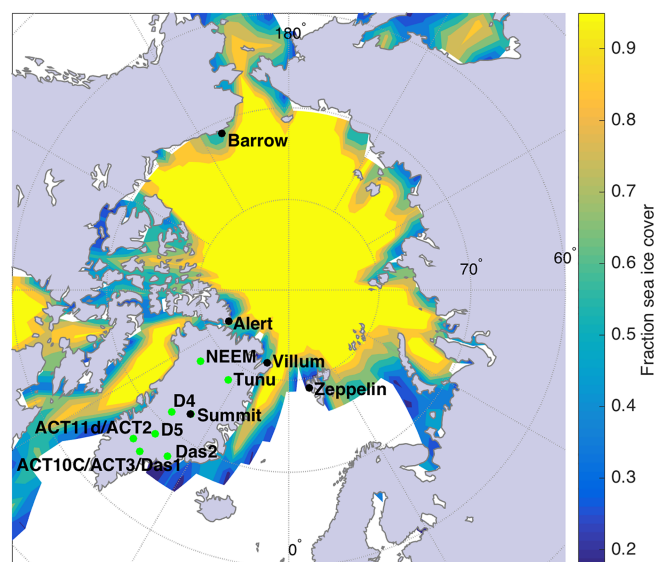 180°
0.9
0.8
Barrow
0.7
Fraction sea ice cover
60°
70°
0.6
0.5
Alert
NEEM
Villum
Tunu
Zeppelin
0.4
D4
Summit
ACT11d/ACT2
D5
Das2
ACT10C/ACT3/Das1
0.3
0°
0.2